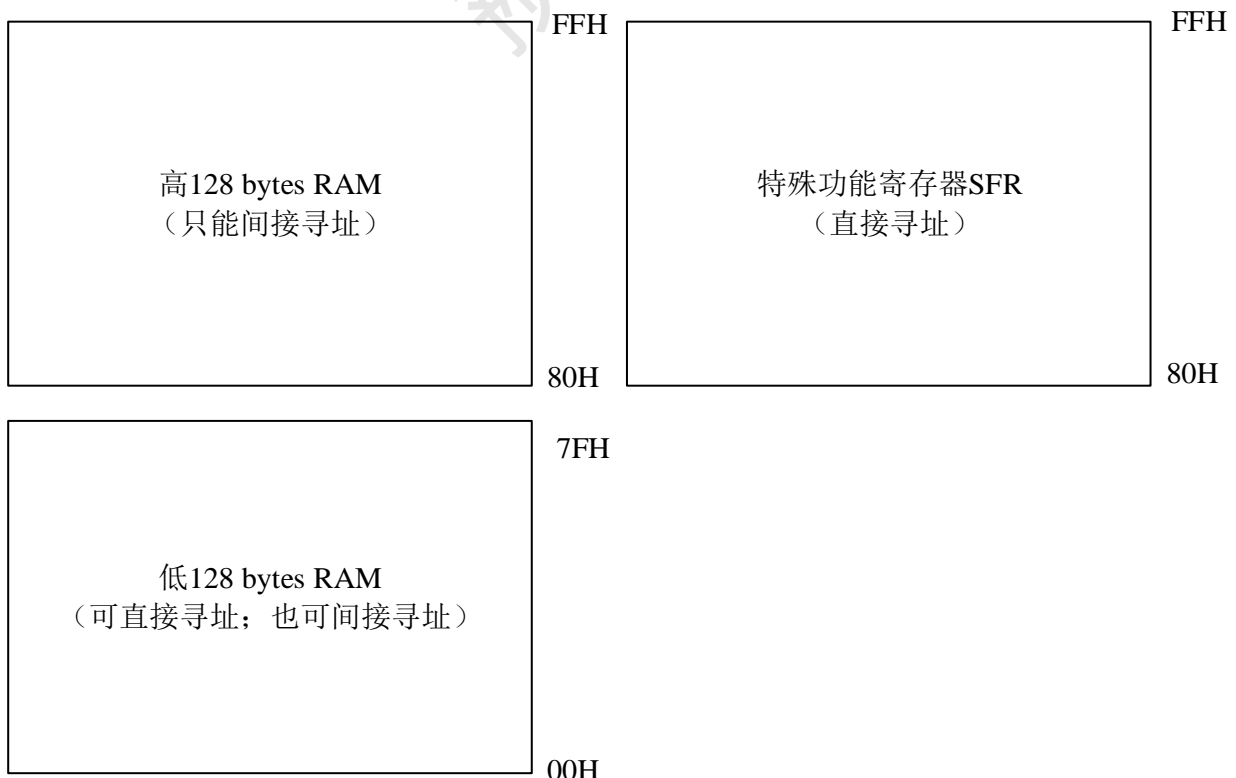 FFH
FFH
高128 bytes RAM
（只能间接寻址）
特殊功能寄存器SFR
（直接寻址）
80H
80H
7FH
低128 bytes RAM
（可直接寻址；也可间接寻址）
00H